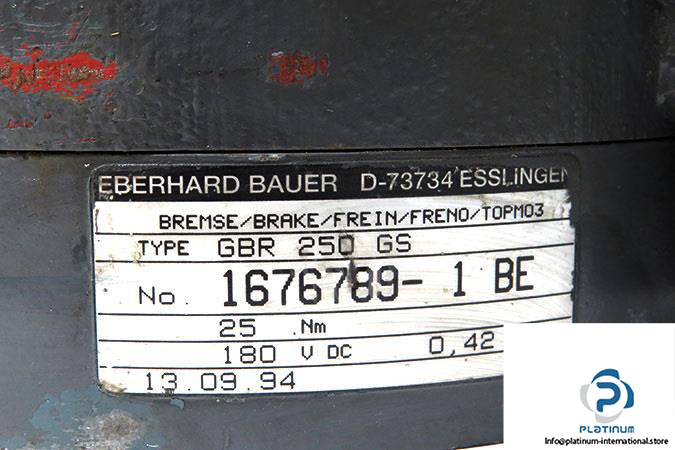 EBERHARD BAUER D-73734 ESSLINGEN
BREMSE/BRAKE/FREIN/FRENO/TOPMO3
TYPE GBR 250 GS
No. 1676789- 1 BE
25 Nm
180 V DC 0,42
13.09.94
PLATINUM
Info@platinum-international.store